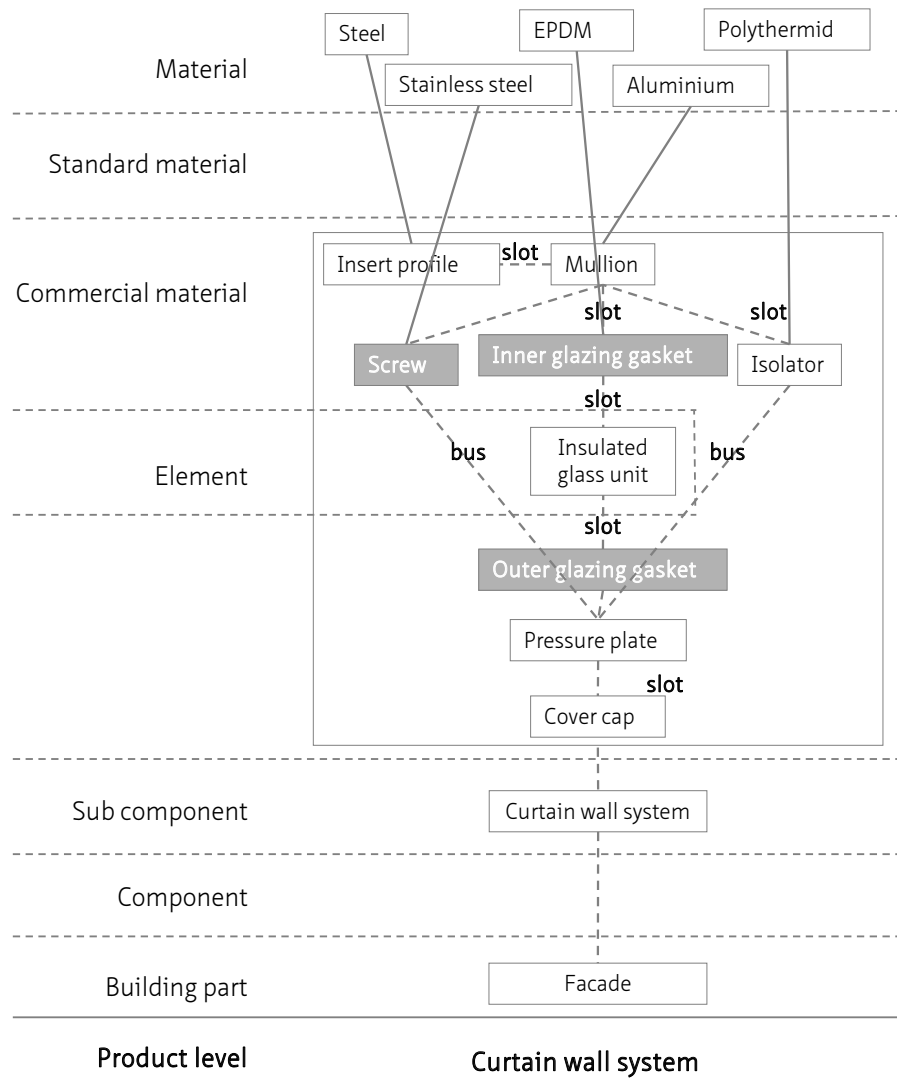 Steel
EPDM
Polythermid
Material
Stainless steel
Aluminium
Standard material
Commercial material
Insert profile
slot
Mullion
slot
slot
Screw
Inner glazing gasket
Isolator
slot
Element
bus
Insulated
glass unit
bus
slot
Outer glazing gasket
Pressure plate
slot
Cover cap
Sub component
Curtain wall system
Component
Building part
Facade
Product level
Curtain wall system